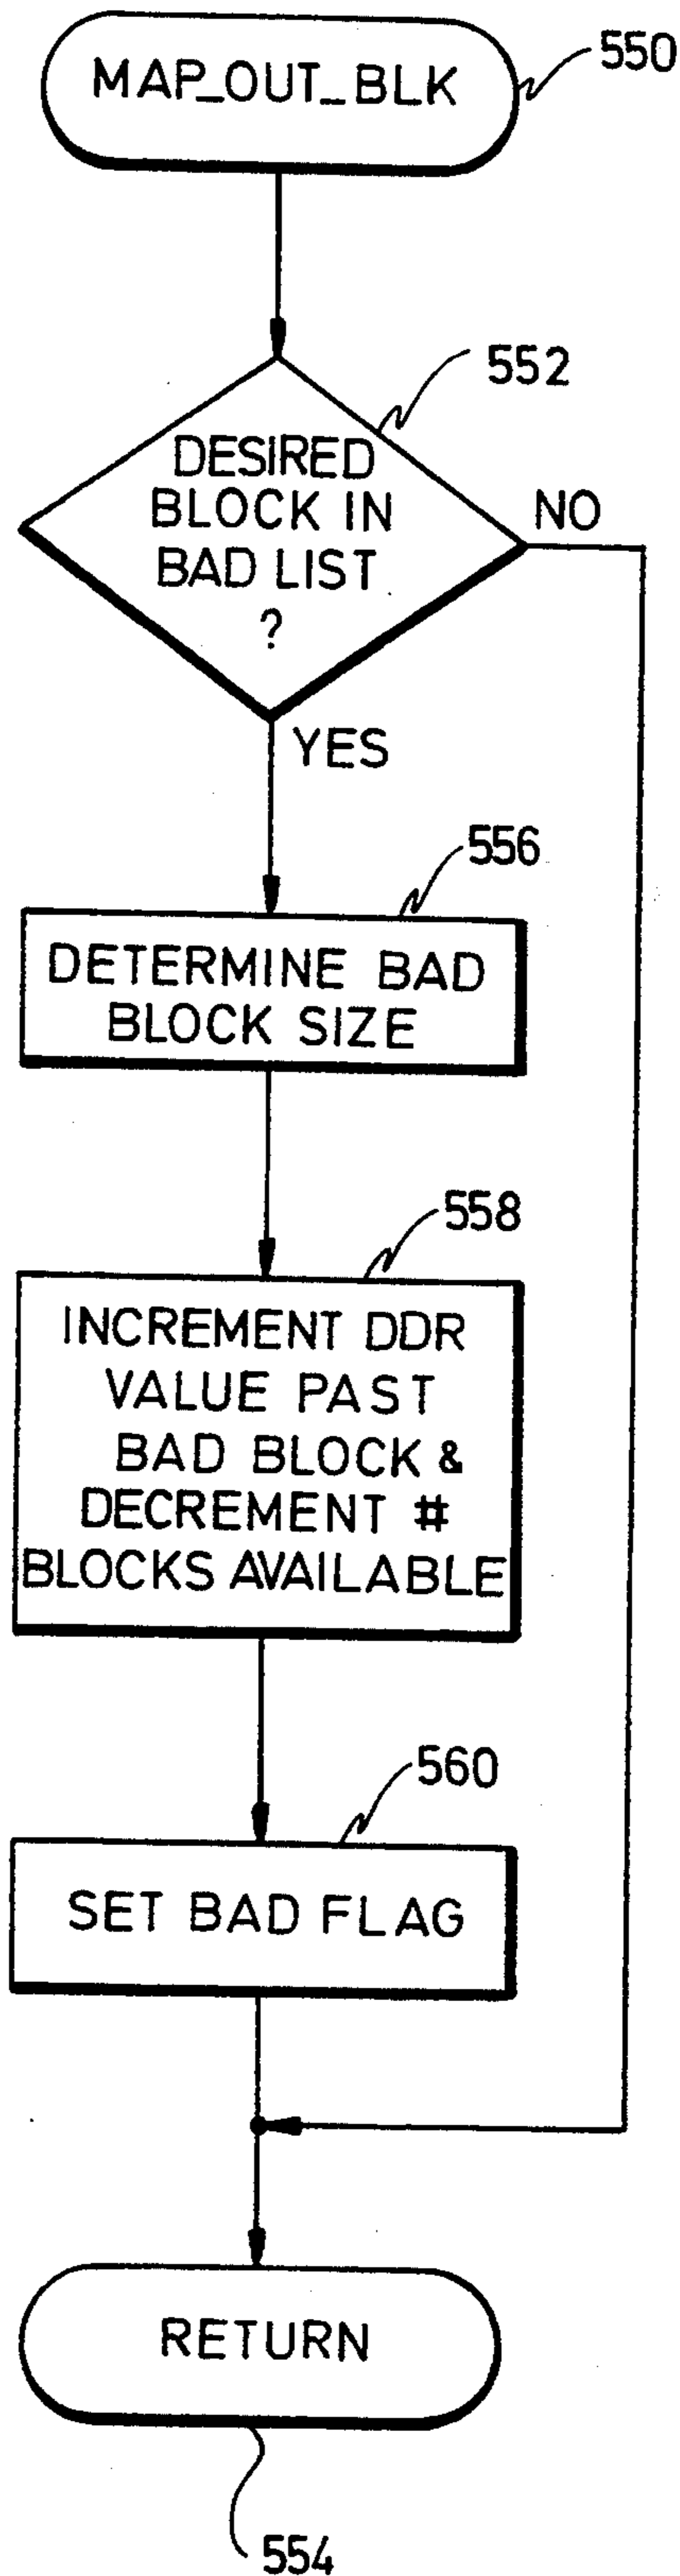 MAP_OUT_BLK
550
552
DESIRED
BLOCK IN
BAD LIST
?
NO
YES
556
DETERMINE BAD
BLOCK SIZE
558
INCREMENT DDR
VALUE PAST
BAD BLOCK &
DECREMENT #
BLOCKS AVAILABLE
560
SET BAD FLAG
RETURN
554